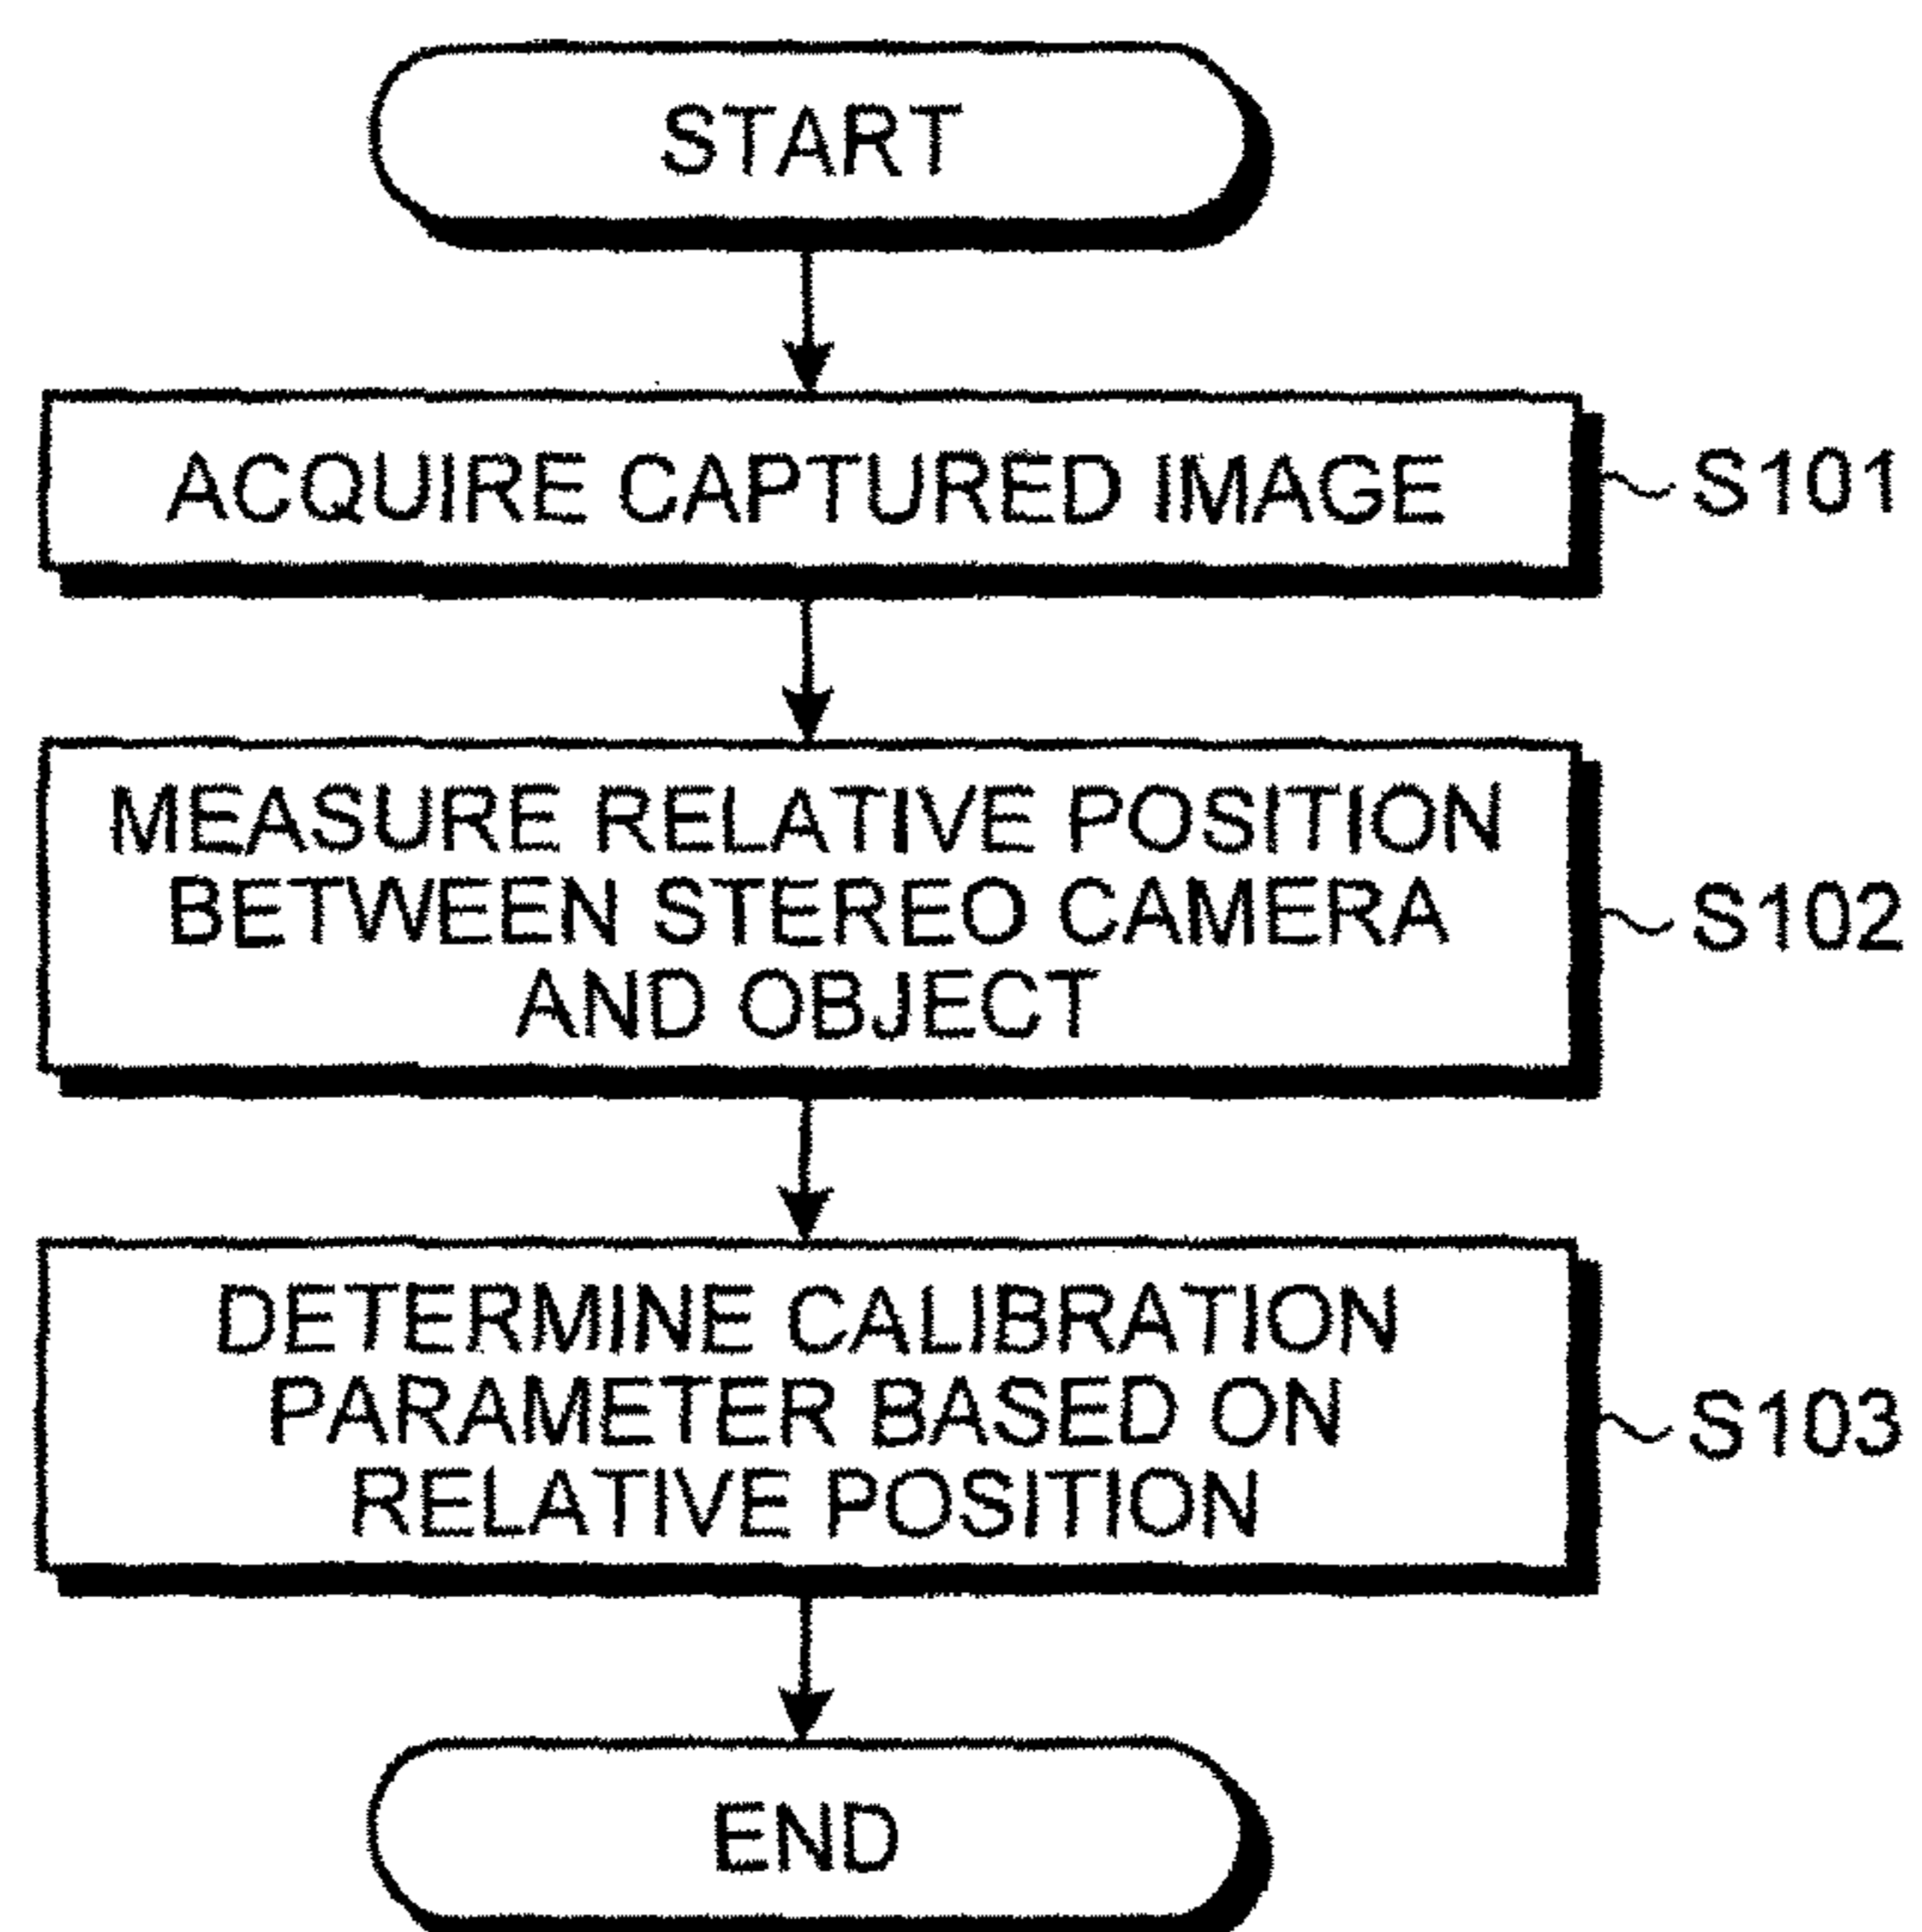 START
ACQUIRE CAPTURED IMAGE
S101
MEASURE RELATIVE POSITION
BETWEEN STEREO CAMERA
AND OBJECT
S102
DETERMINE CALIBRATION
PARAMETER BASED ON
RELATIVE POSITION
S103
END